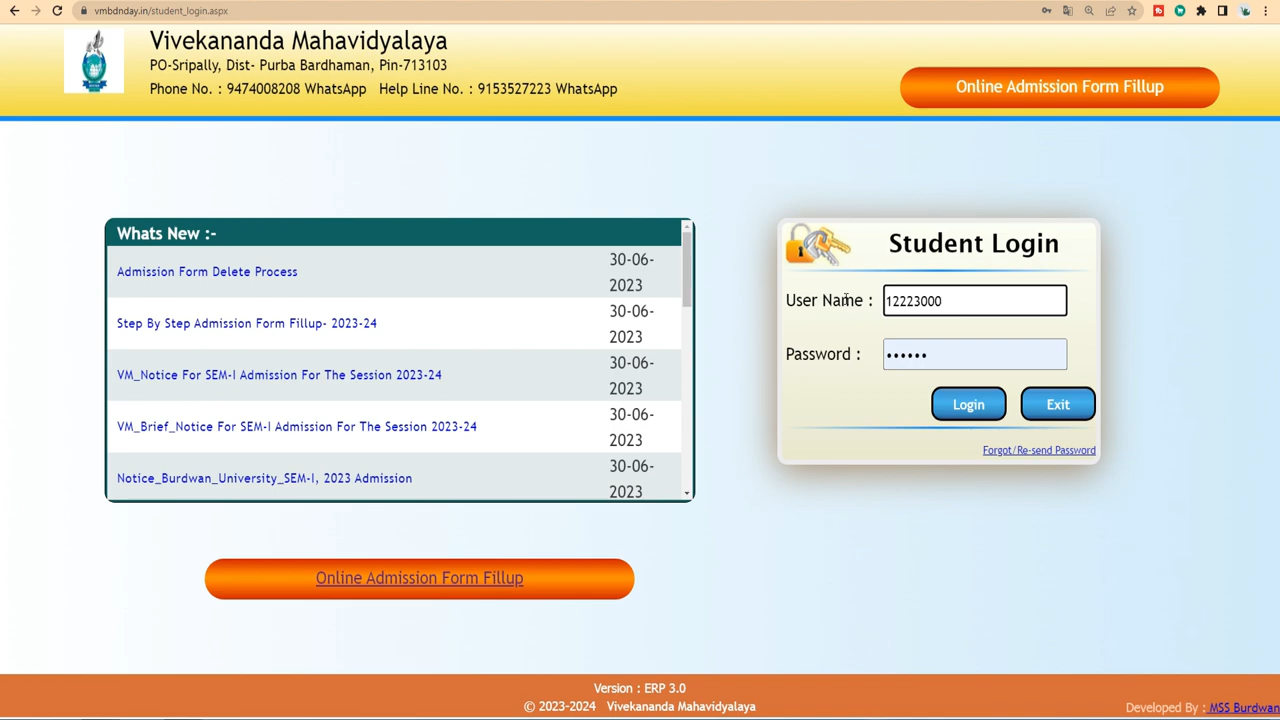 vmbdnday.in/student_login.aspx
Vivekananda Mahavidyalaya
PO-Sripally, Dist- Purba Bardhaman, Pin-713103
Phone No. : 9474008208 WhatsApp Help Line No. : 9153527223 WhatsApp
Online Admission Form Fillup
Whats New :-
Admission Form Delete Process 30-06-
2023
Step By Step Admission Form Fillup- 2023-24 30-06-
2023
VM_Notice For SEM-I Admission For The Session 2023-24 30-06-
2023
VM_Brief_Notice For SEM-I Admission For The Session 2023-24 30-06-
2023
Notice_Burdwan_University_SEM-I, 2023 Admission 30-06-
2023
Student Login
User Name : 12223000
Password : ••••••
Login Exit
Forgot/Re-send Password
Online Admission Form Fillup
Version : ERP 3.0
© 2023-2024 Vivekananda Mahavidyalaya
Developed By : MSS Burdwan